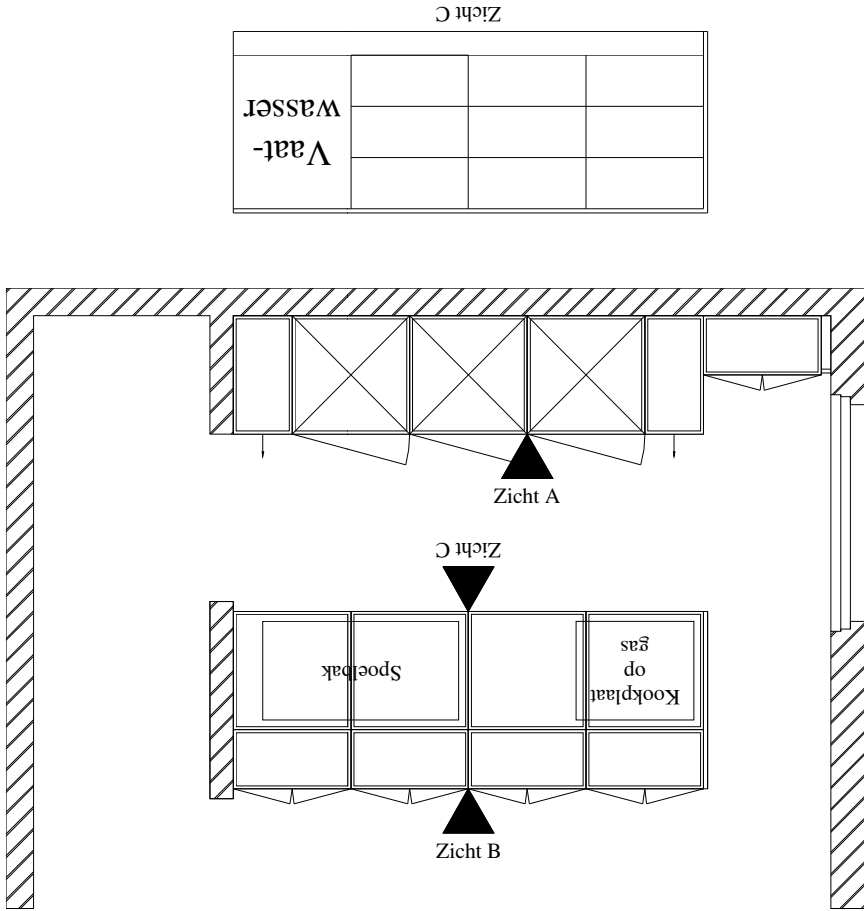 Zicht C
Vaat-
wasser
Zicht A
Zicht C
Spoelbak
Kookplaat
op
gas
Zicht B